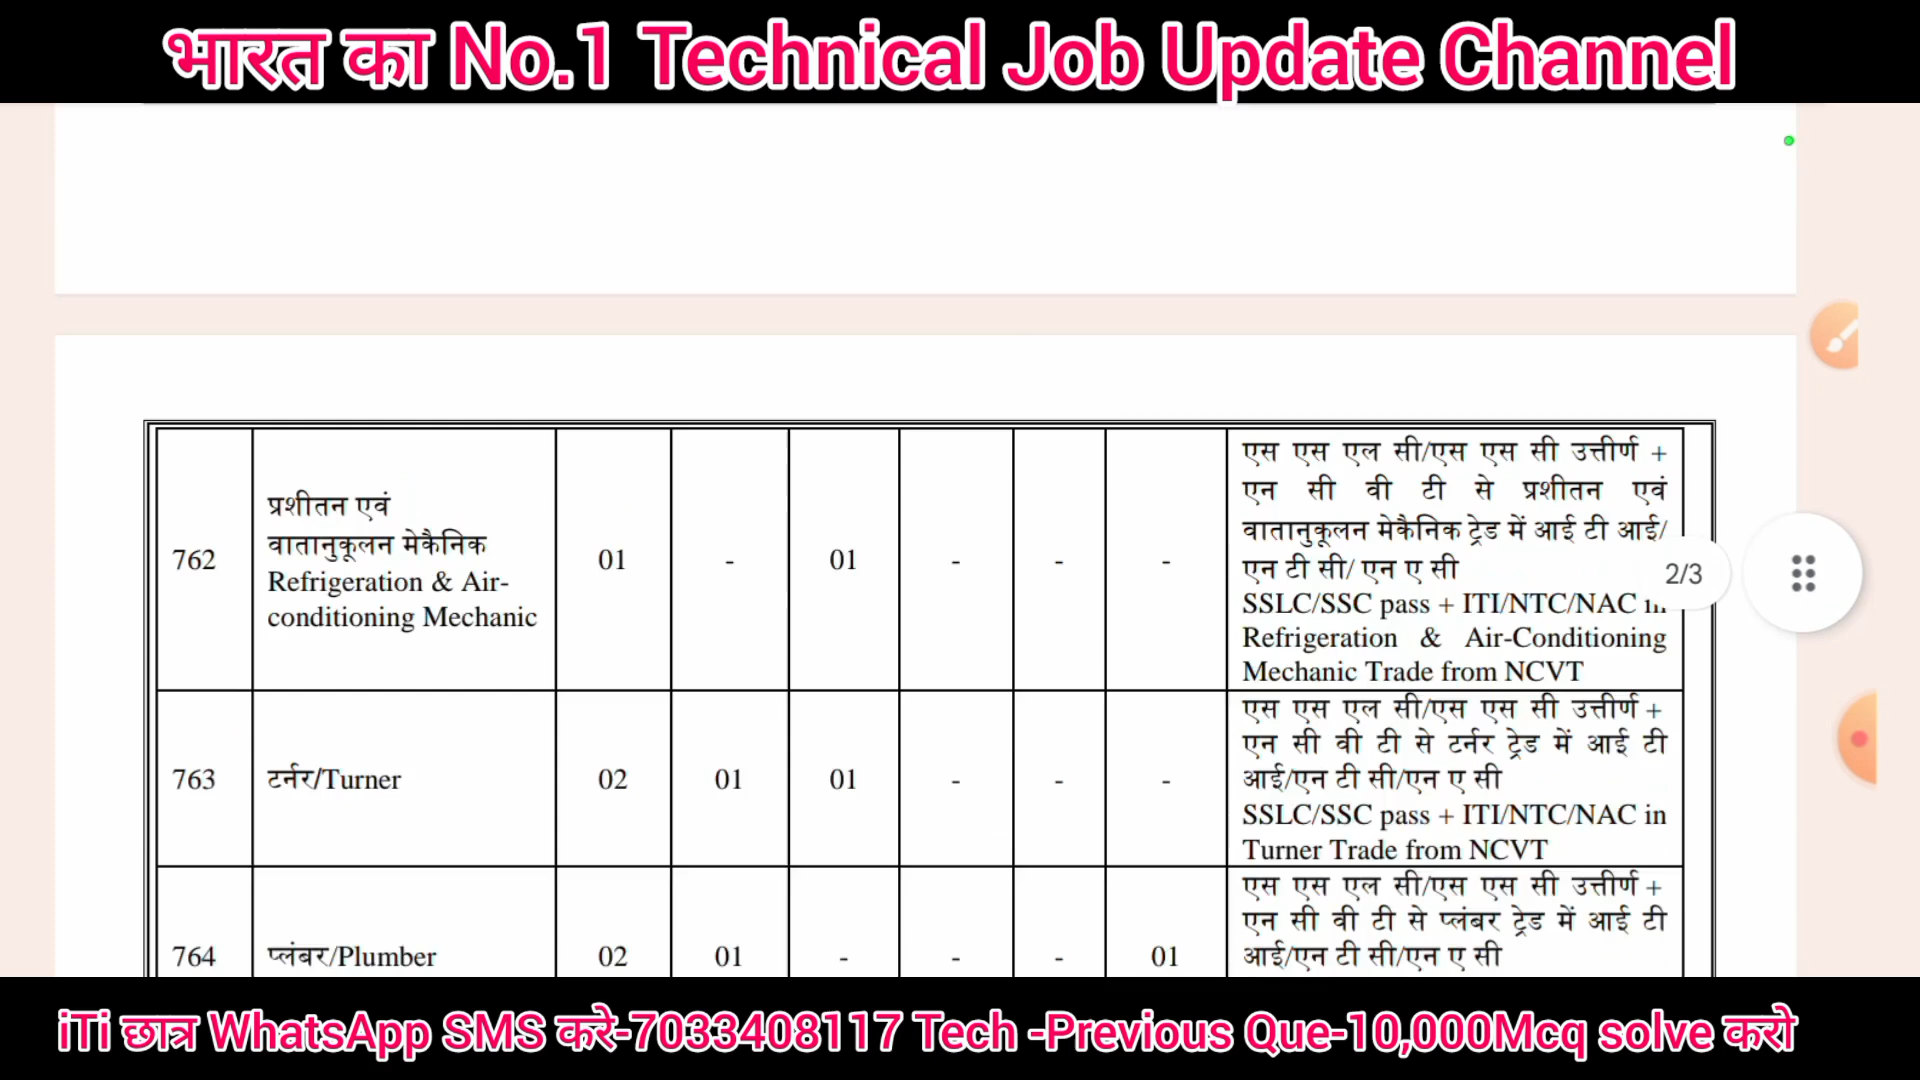 भारत का No.1 Technical Job Update Channel
762
प्रशीतन एवं
वातानुकूलन मेकैनिक
Refrigeration & Air-
conditioning Mechanic
01 - 01 - - -
एस एस एल सी/एस एस सी उत्तीर्ण +
एन सी वी टी से प्रशीतन एवं
वातानुकूलन मेकैनिक ट्रेड में आई टी आई/
एन टी सी/ एन ए सी
SSLC/SSC pass + ITI/NTC/NAC in
Refrigeration & Air-Conditioning
Mechanic Trade from NCVT
2/3
763
टर्नर/Turner
02 01 01 - - -
एस एस एल सी/एस एस सी उत्तीर्ण +
एन सी वी टी से टर्नर ट्रेड में आई टी
आई/एन टी सी/एन ए सी
SSLC/SSC pass + ITI/NTC/NAC in
Turner Trade from NCVT
764
प्लंबर/Plumber
02 01 - - - 01
एस एस एल सी/एस एस सी उत्तीर्ण +
एन सी वी टी से प्लंबर ट्रेड में आई टी
आई/एन टी सी/एन ए सी
iTi छात्र WhatsApp SMS करे-7033408117 Tech -Previous Que-10,000Mcq solve करो